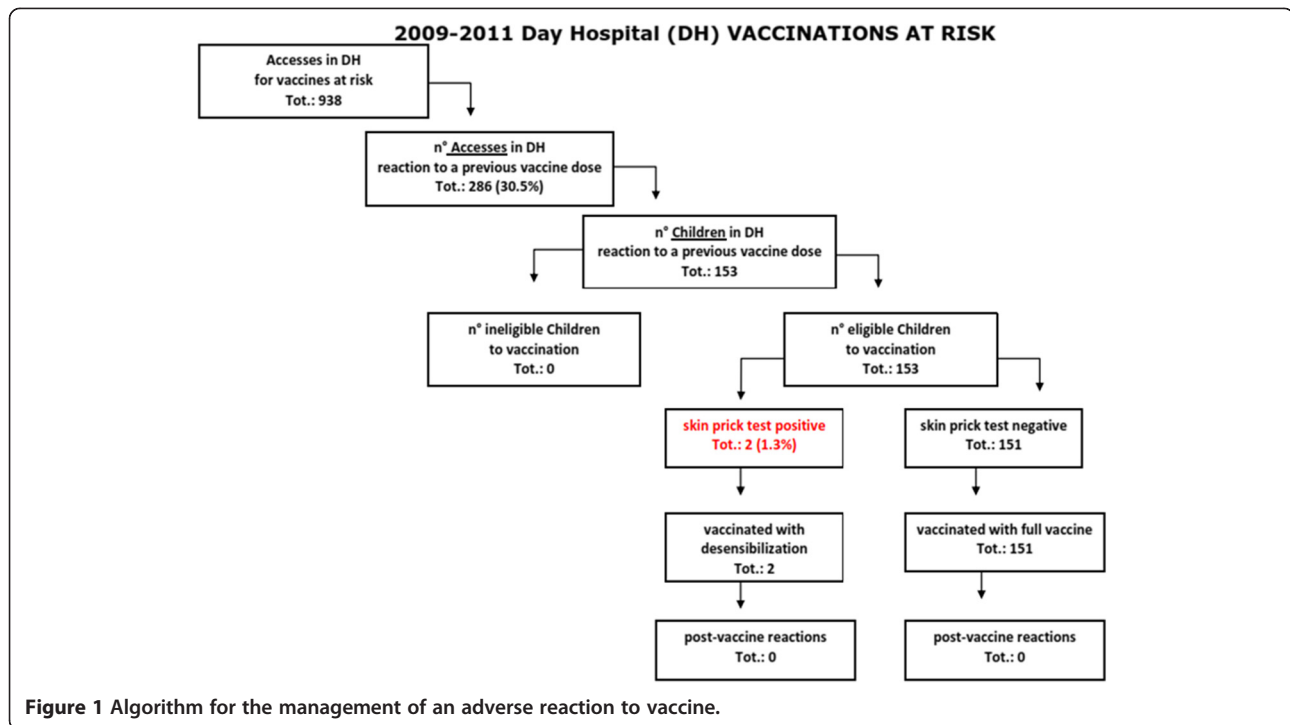 2009-2011 Day Hospital (DH) VACCINATIONS AT RISK
Accesses in DH
for vaccines at risk
Tot.: 938
n° Accesses in DH
reaction to a previous vaccine dose
Tot.: 286 (30.5%)
n° Children in DH
reaction to a previous vaccine dose
Tot.: 153
n° ineligible Children
to vaccination
Tot.: 0
n° eligible Children
to vaccination
Tot.: 153
skin prick test positive
Tot.: 2 (1.3%)
skin prick test negative
Tot.: 151
vaccinated with
desensibilization
Tot.: 2
vaccinated with full vaccine
Tot.: 151
post-vaccine reactions
Tot.: 0
post-vaccine reactions
Tot.: 0
Figure 1 Algorithm for the management of an adverse reaction to vaccine.